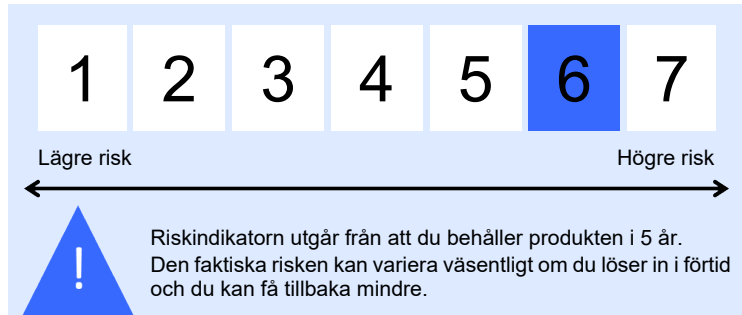 1 2 3 4 5 6 7
Lägre risk Högre risk
!
Riskindikatorn utgår från att du behåller produkten i 5 år.
Den faktiska risken kan variera väsentligt om du löser in i förtid
och du kan få tillbaka mindre.